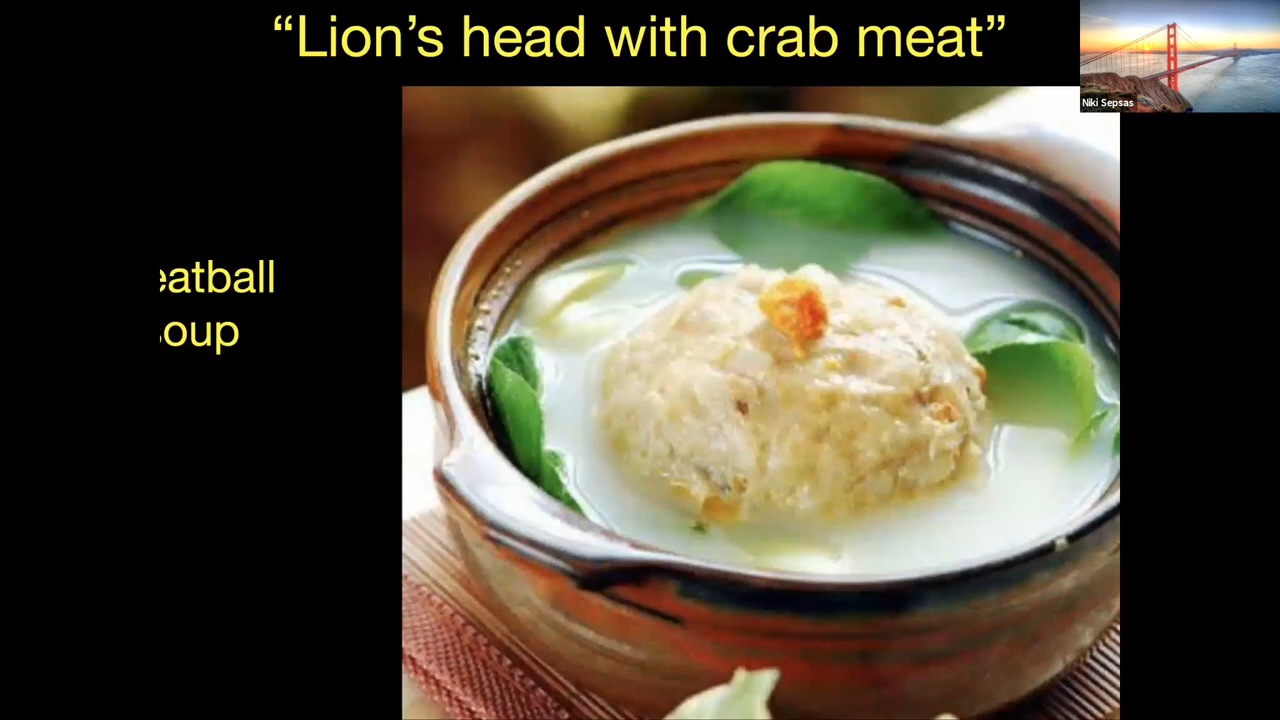 “Lion’s head with crab meat”
Niki Sepsas
eatball
oup